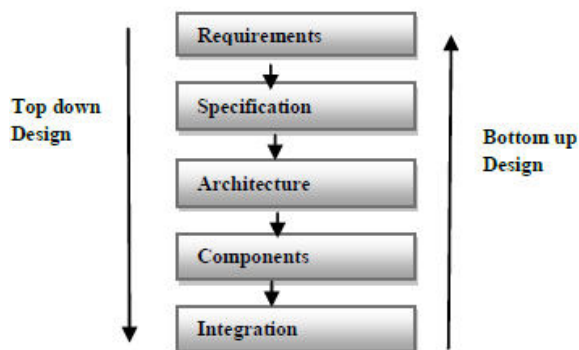 Requirements
Top down
Design
Specification
Architecture
Bottom up
Design
Components
Integration